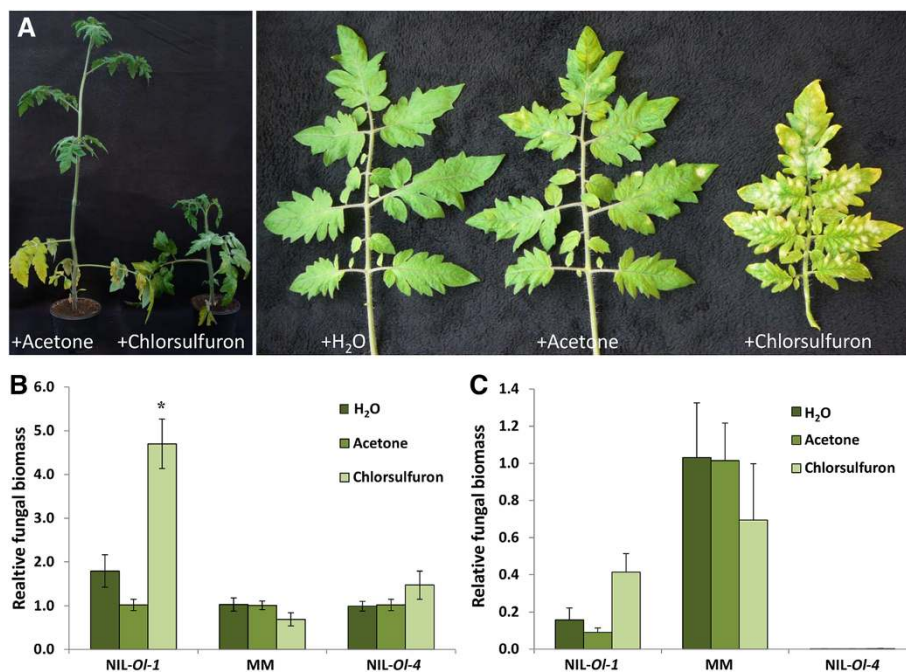 A
+Acetone +Chlorsulfuron
+H₂O
+Acetone
+Chlorsulfuron
B
Realtive fungal biomass
6.0
5.0
4.0
3.0
2.0
1.0
0.0
*
H₂O
Acetone
Chlorsulfuron
NIL-Ol-1 MM NIL-Ol-4
C
Relative fungal biomass
1.4
1.2
1.0
0.8
0.6
0.4
0.2
0.0
H₂O
Acetone
Chlorsulfuron
NIL-Ol-1 MM NIL-Ol-4